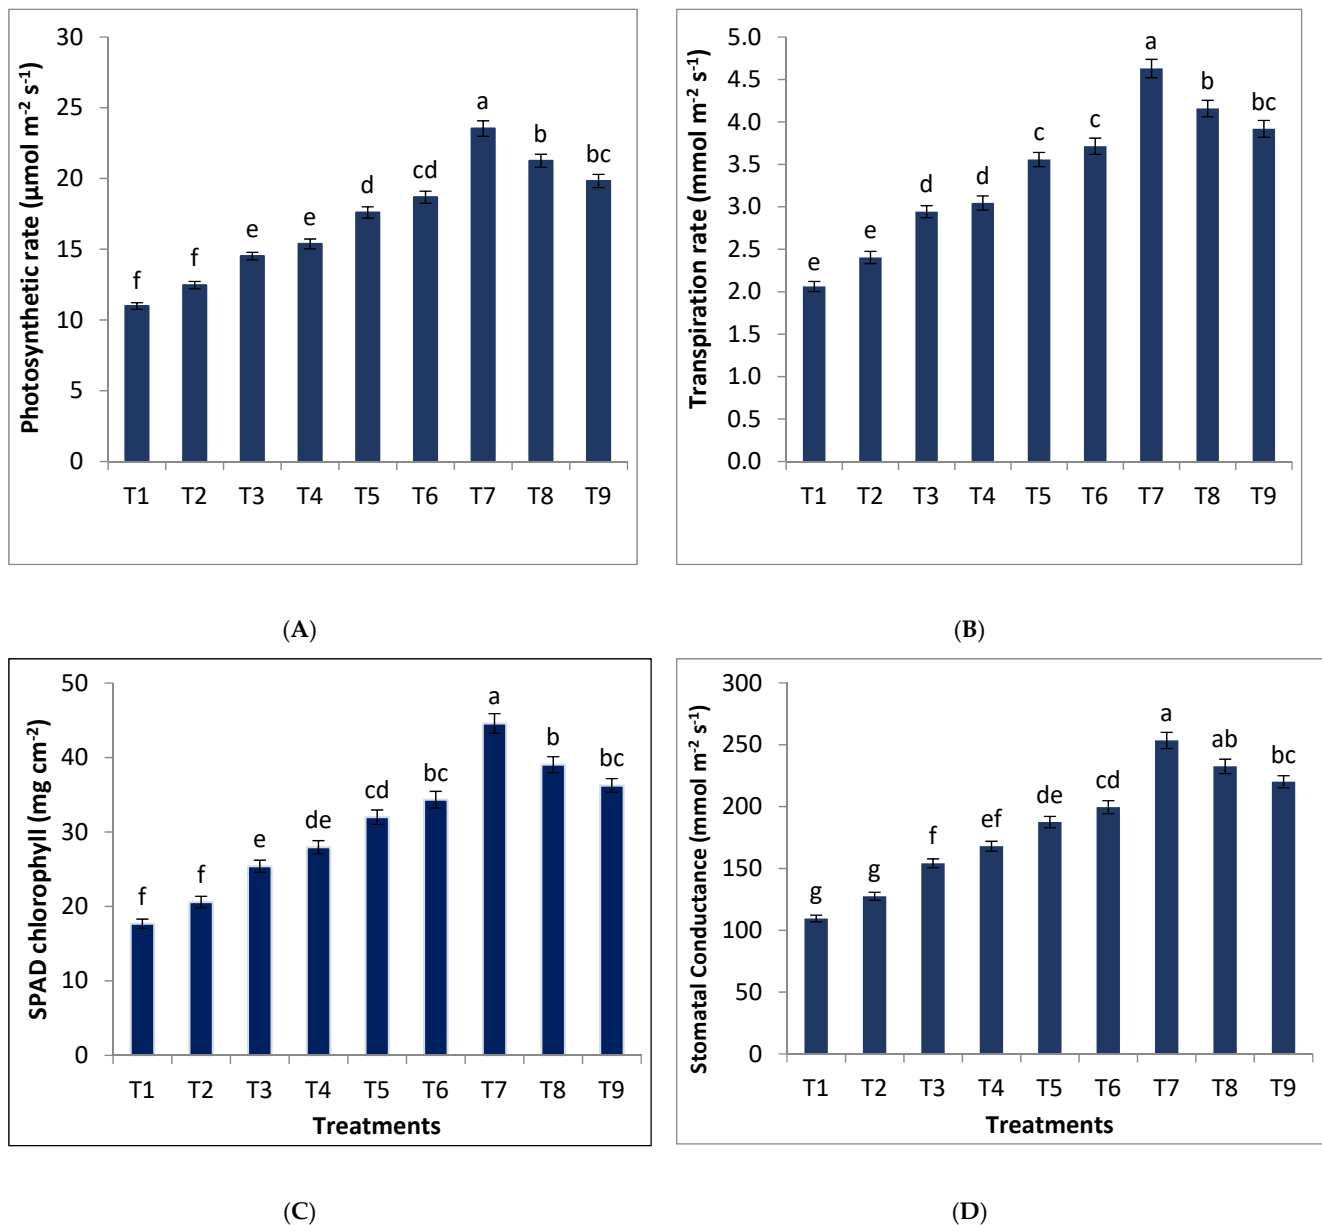 Photosynthetic rate (µmol m⁻² s⁻¹)
30
25
20
15
10
5
0
f
f
e
e
d
cd
a
b
bc
T1 T2 T3 T4 T5 T6 T7 T8 T9
(A)
Transpiration rate (mmol m⁻² s⁻¹)
5.0
4.5
4.0
3.5
3.0
2.5
2.0
1.5
1.0
0.5
0.0
e
e
d
d
c
c
a
b
bc
T1 T2 T3 T4 T5 T6 T7 T8 T9
(B)
SPAD chlorophyll (mg cm⁻²)
50
40
30
20
10
0
f
f
e
de
cd
bc
a
b
bc
T1 T2 T3 T4 T5 T6 T7 T8 T9
Treatments
(C)
Stomatal Conductance (mmol m⁻² s⁻¹)
300
250
200
150
100
50
0
g
g
f
ef
de
cd
a
ab
bc
T1 T2 T3 T4 T5 T6 T7 T8 T9
Treatments
(D)